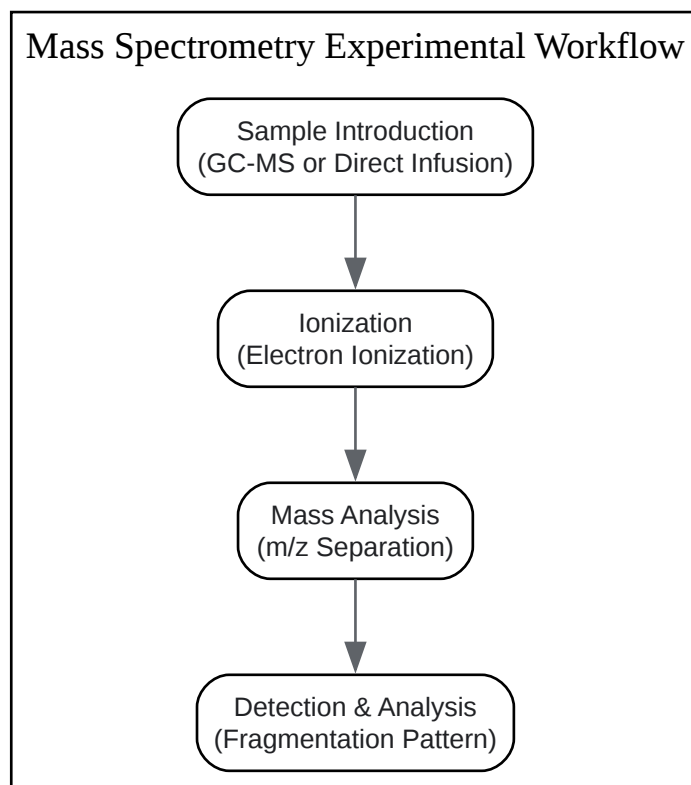 Mass Spectrometry Experimental Workflow
Sample Introduction
(GC-MS or Direct Infusion)
Ionization
(Electron Ionization)
Mass Analysis
(m/z Separation)
Detection & Analysis
(Fragmentation Pattern)